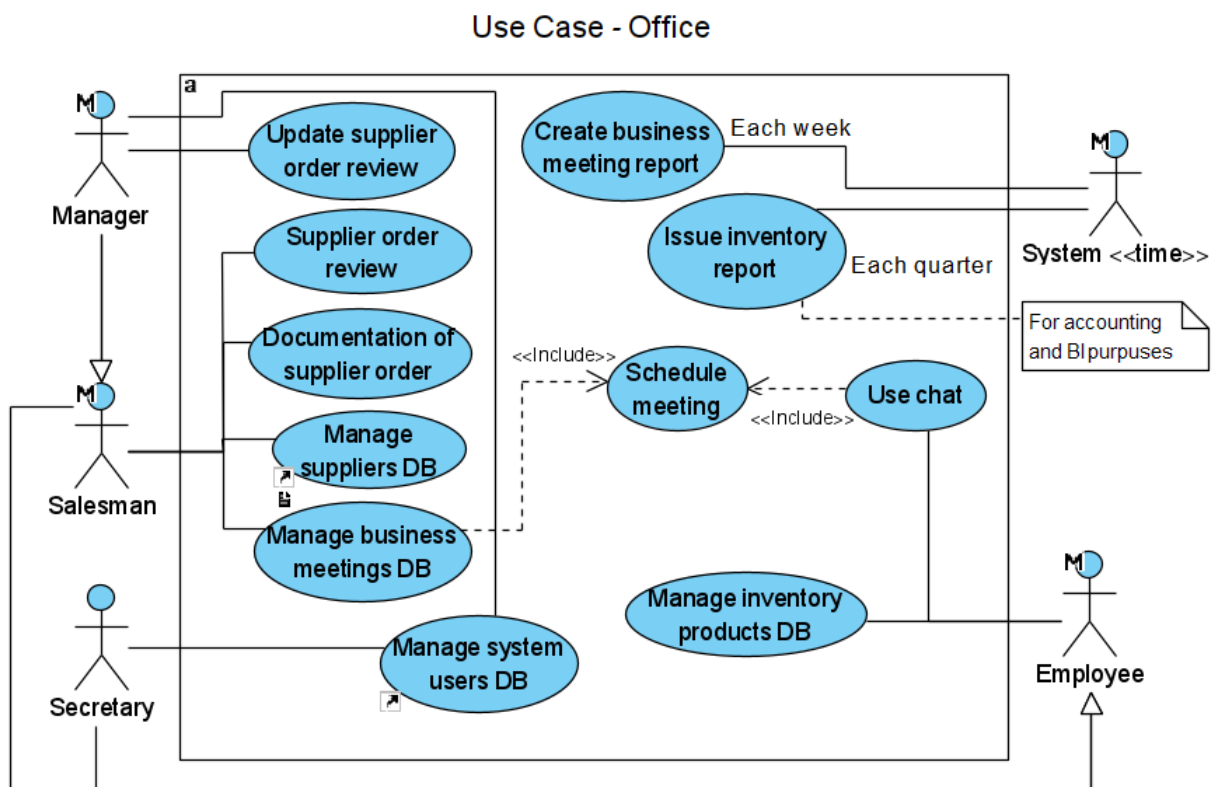 Use Case - Office
a
M
Manager
Update supplier
order review
Create business
meeting report
Each week
M
System <<time>>
Supplier order
review
Issue inventory
report
Each quarter
For accounting
and BI purpuses
Documentation of
supplier order
<<Include>>
Schedule
meeting
Use chat
<<Include>>
M
Salesman
Manage
suppliers DB
Manage business
meetings DB
Secretary
Manage system
users DB
Manage inventory
products DB
M
Employee